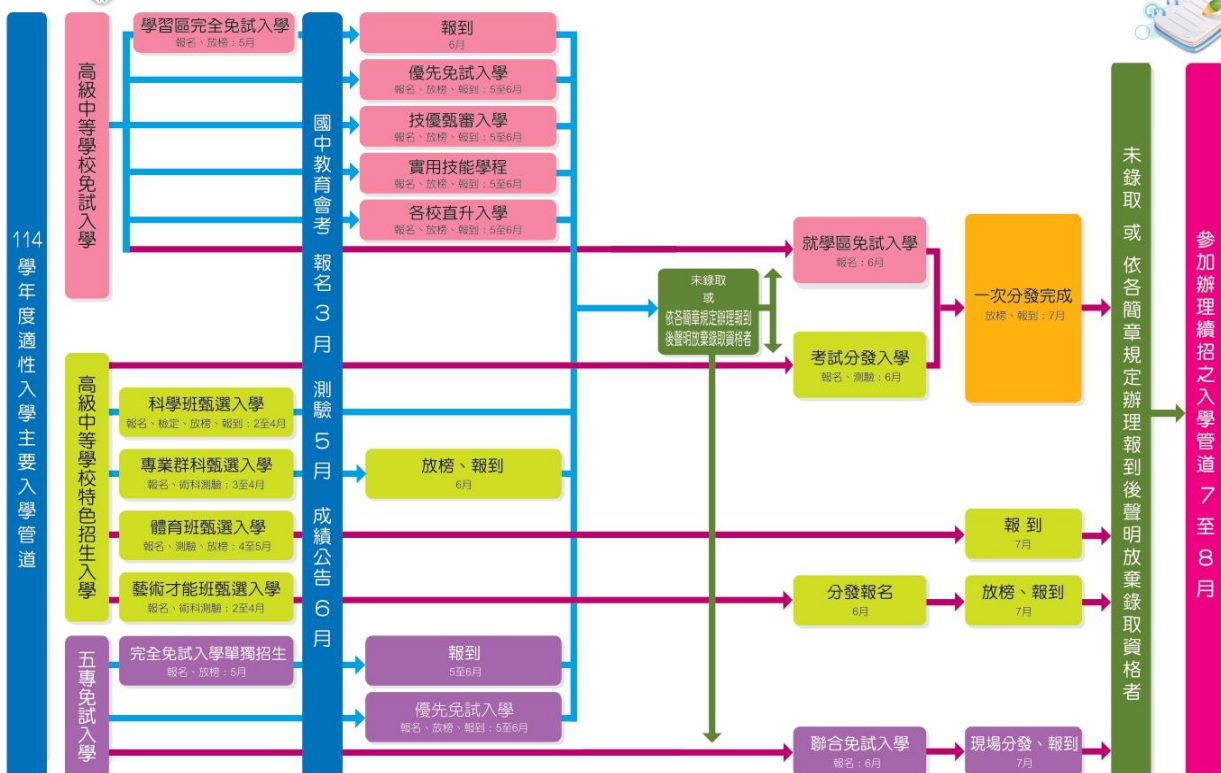 114學年度適性入學主要入學管道
高級中等學校免試入學
學習區完全免試入學
報名、放榜：5月
國中教育會考 報名3月 測驗5月 成績公告6月
報到
6月
優先免試入學
報名、放榜、報到：5至6月
技優甄審入學
報名、放榜、報到：5至6月
實用技能學程
報名、放榜、報到：5至6月
各校直升入學
報名、放榜、報到：5至6月
就學區免試入學
報名：6月
未錄取
或
依各簡章規定辦理報到
後聲明放棄錄取資格者
一次分發完成
放榜、報到：7月
考試分發入學
報名、測驗：6月
高級中等學校特色招生入學
科學班甄選入學
報名、檢定、放榜、報到：2至4月
專業群科甄選入學
報名、術科測驗：3至4月
放榜、報到
6月
體育班甄選入學
報名、測驗、放榜：4至5月
報到
7月
藝術才能班甄選入學
報名、術科測驗：2至4月
分發報名
6月
放榜、報到
7月
五專免試入學
完全免試入學單獨招生
報名、放榜：5月
報到
5至6月
優先免試入學
報名、放榜、報到：5至6月
聯合免試入學
報名：6月
現場分發、報到
7月
未錄取 或 依各簡章規定辦理報到後聲明放棄錄取資格者
參加辦理續招之入學管道 7至8月